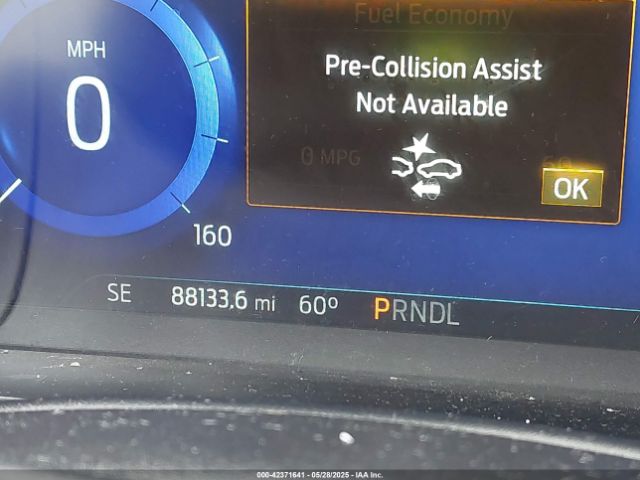 Fuel Economy
MPH
Pre-Collision Assist
0
Not Available
0 MPG
OK
160
SE 88133.6 mi 60º PRNDL
000-42371641 - 05/28/2025 - IAA Inc.